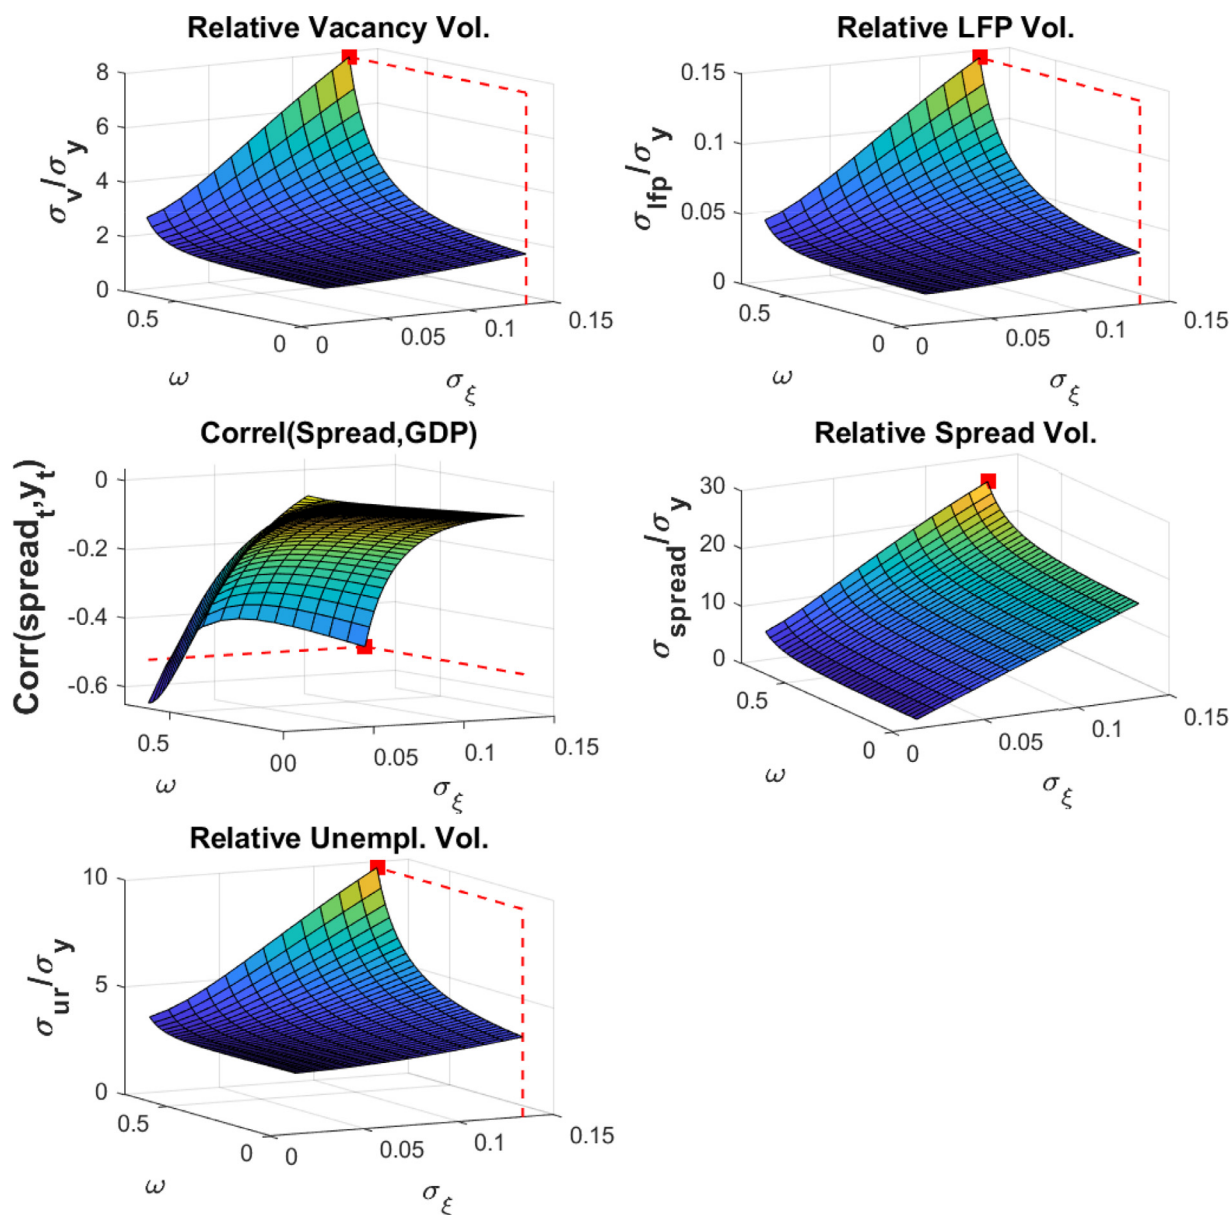 Relative Vacancy Vol.
8
6
4
2
0
σv/σy
0.5
0
0
0.05
0.1
0.15
ω
σξ
Relative LFP Vol.
0.15
0.1
0.05
0
σlfp/σy
0.5
0
0
0.05
0.1
0.15
ω
σξ
Correl(Spread,GDP)
0
-0.2
-0.4
-0.6
Corr(spreadt,yt)
0.5
0
0
0.05
0.1
0.15
ω
σξ
Relative Spread Vol.
30
20
10
0
σspread/σy
0.5
0
0
0.05
0.1
0.15
ω
σξ
Relative Unempl. Vol.
10
5
0
σur/σy
0.5
0
0
0.05
0.1
0.15
ω
σξ